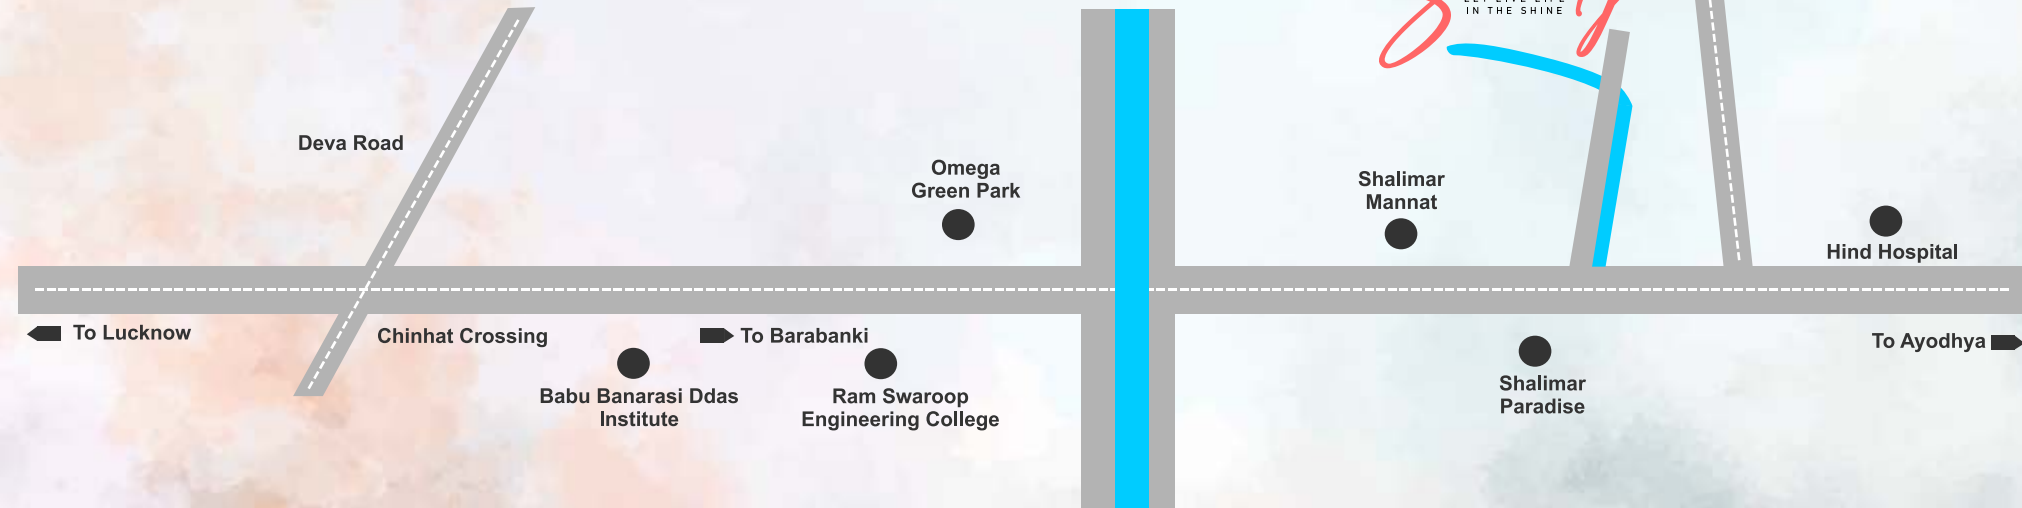 IN THE SHINE
Deva Road
Omega
Green Park
Shalimar
Mannat
Hind Hospital
To Lucknow
Chinhat Crossing
To Barabanki
To Ayodhya
Babu Banarasi Ddas
Institute
Ram Swaroop
Engineering College
Shalimar
Paradise